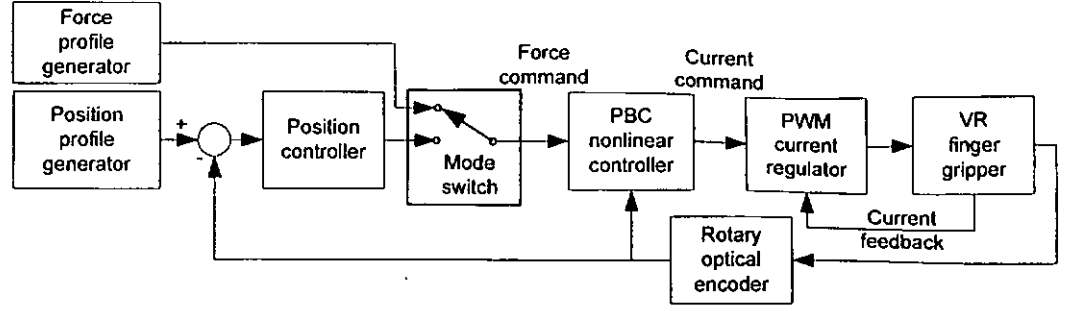 Force
profile
generator
Position
profile
generator
+
-
Position
controller
Mode
switch
Force
command
PBC
nonlinear
controller
Current
command
PWM
current
regulator
VR
finger
gripper
Current
feedback
Rotary
optical
encoder